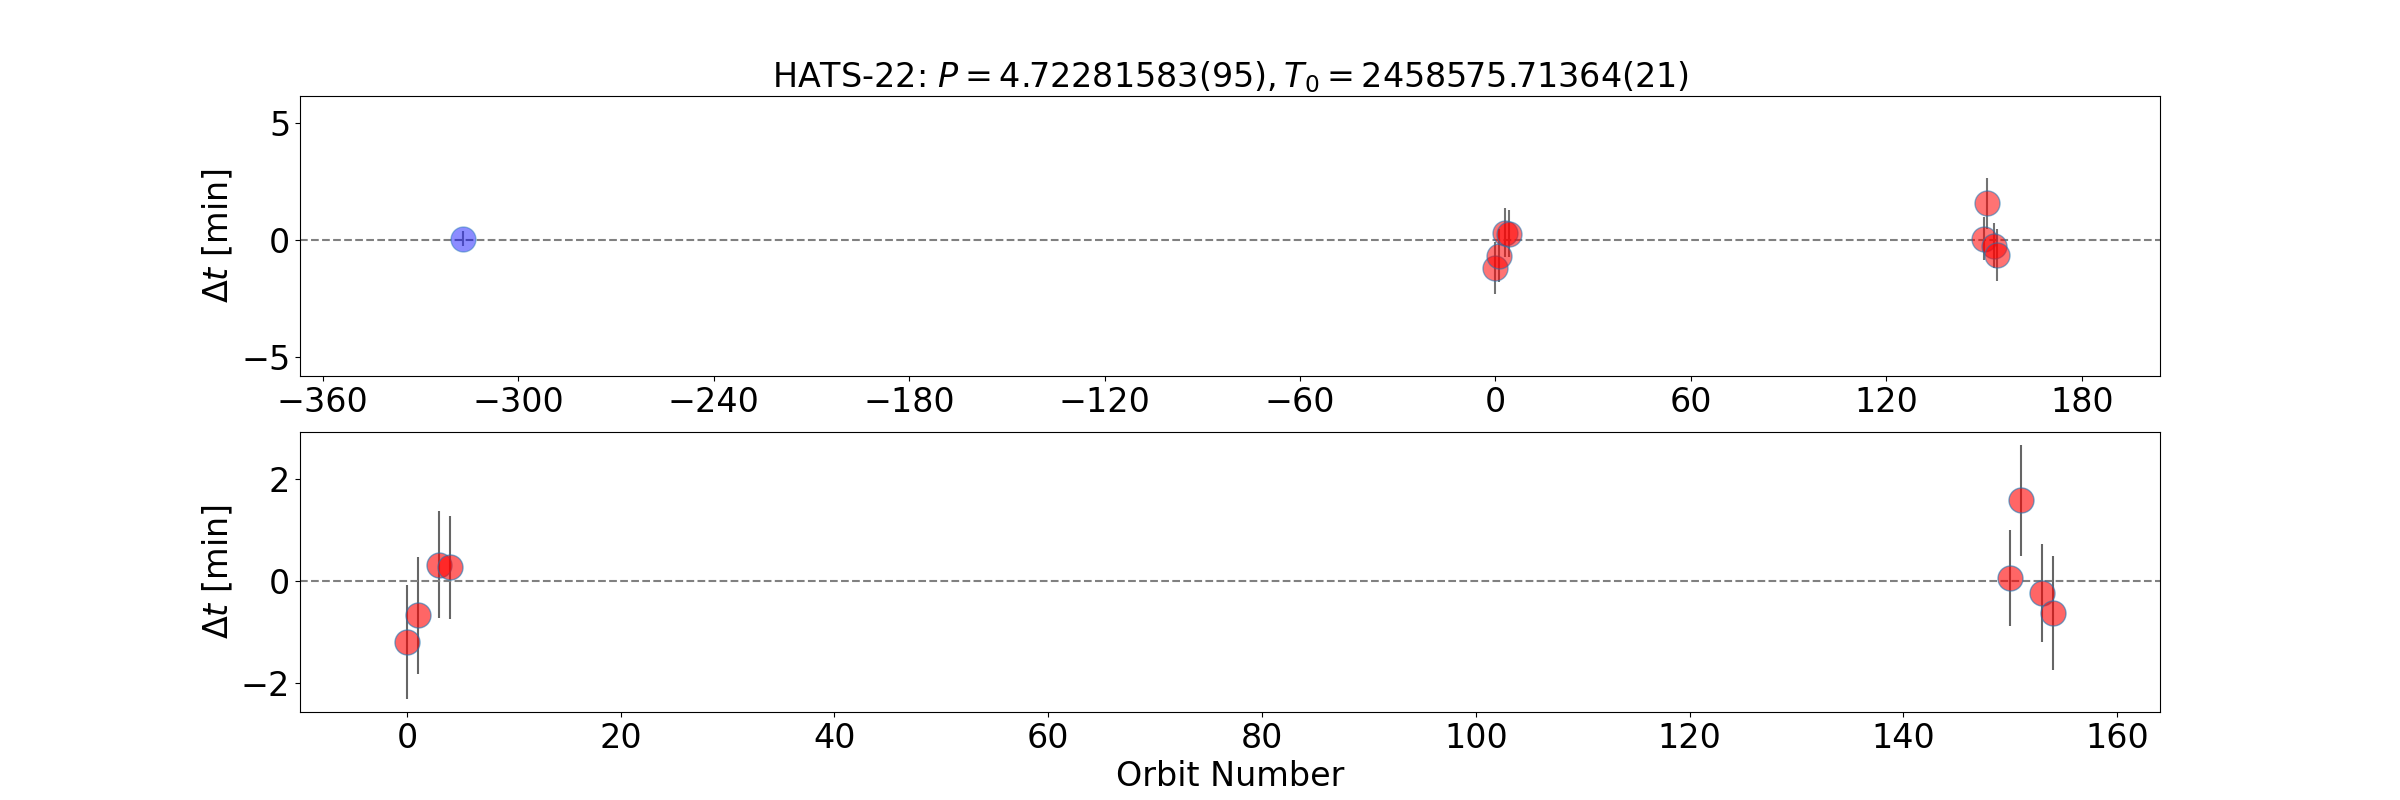 HATS-22: P = 4.72281583(95), T₀ = 2458575.71364(21)
Δt [min]
5
0
−5
−360 −300 −240 −180 −120 −60 0 60 120 180
Δt [min]
2
0
−2
0 20 40 60 80 100 120 140 160
Orbit Number